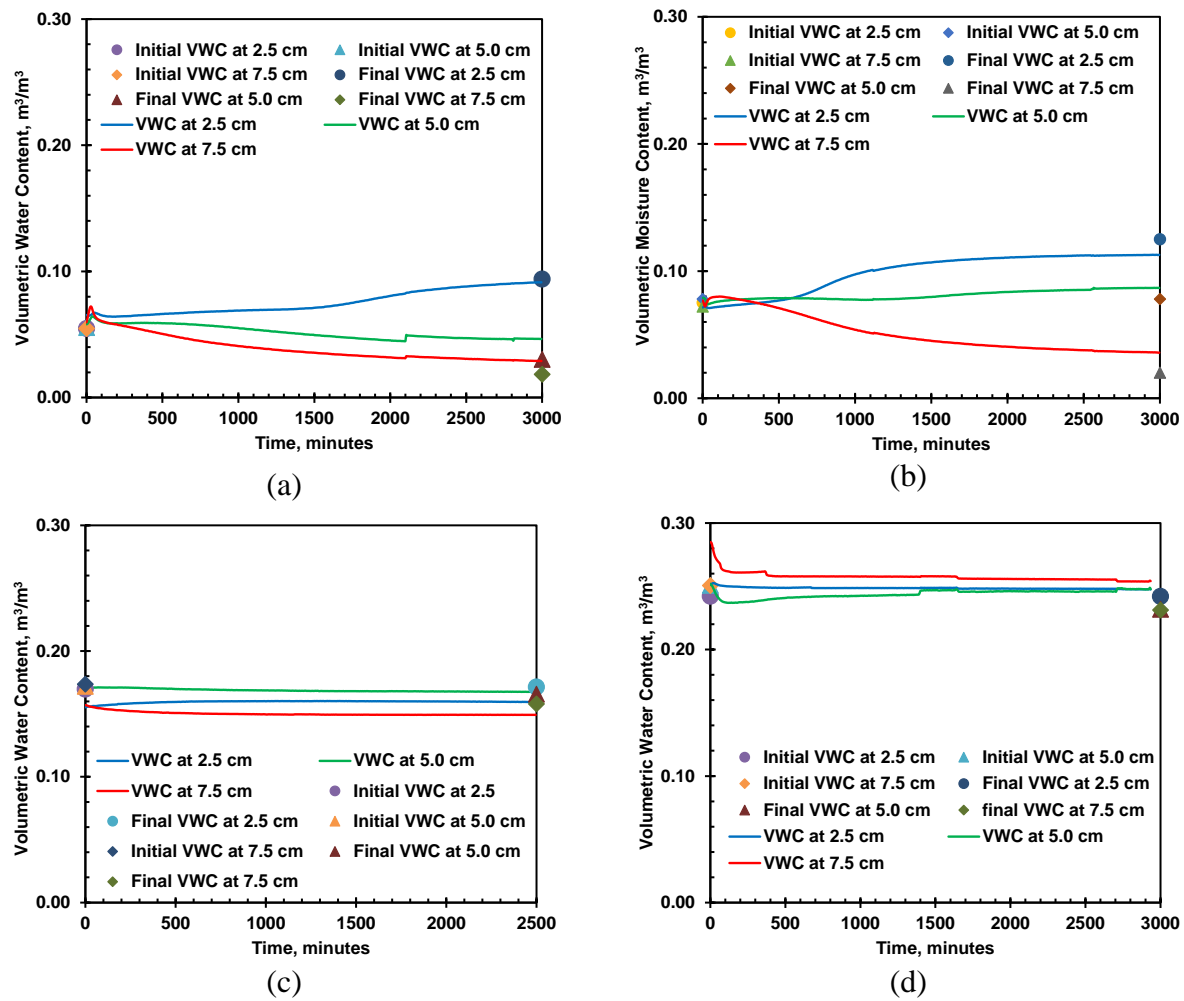 Volumetric Water Content, m³/m³
0.30
0.20
0.10
0.00
Initial VWC at 2.5 cm
Initial VWC at 5.0 cm
Initial VWC at 7.5 cm
Final VWC at 2.5 cm
Final VWC at 5.0 cm
Final VWC at 7.5 cm
VWC at 2.5 cm
VWC at 5.0 cm
VWC at 7.5 cm
0 500 1000 1500 2000 2500 3000
Time, minutes
(a)
Volumetric Moisture Content, m³/m³
0.30
0.20
0.10
0.00
Initial VWC at 2.5 cm
Initial VWC at 5.0 cm
Initial VWC at 7.5 cm
Final VWC at 2.5 cm
Final VWC at 5.0 cm
Final VWC at 7.5 cm
VWC at 2.5 cm
VWC at 5.0 cm
VWC at 7.5 cm
0 500 1000 1500 2000 2500 3000
Time, minutes
(b)
Volumetric Water Content, m³/m³
0.30
0.20
0.10
0.00
VWC at 2.5 cm
VWC at 5.0 cm
VWC at 7.5 cm
Initial VWC at 2.5
Final VWC at 2.5 cm
Initial VWC at 5.0 cm
Initial VWC at 7.5 cm
Final VWC at 5.0 cm
Final VWC at 7.5 cm
0 500 1000 1500 2000 2500
Time, minutes
(c)
Volumetric Water Content, m³/m³
0.30
0.20
0.10
0.00
Initial VWC at 2.5 cm
Initial VWC at 5.0 cm
Initial VWC at 7.5 cm
Final VWC at 2.5 cm
Final VWC at 5.0 cm
final VWC at 7.5 cm
VWC at 2.5 cm
VWC at 5.0 cm
VWC at 7.5 cm
0 500 1000 1500 2000 2500 3000
Time, minutes
(d)